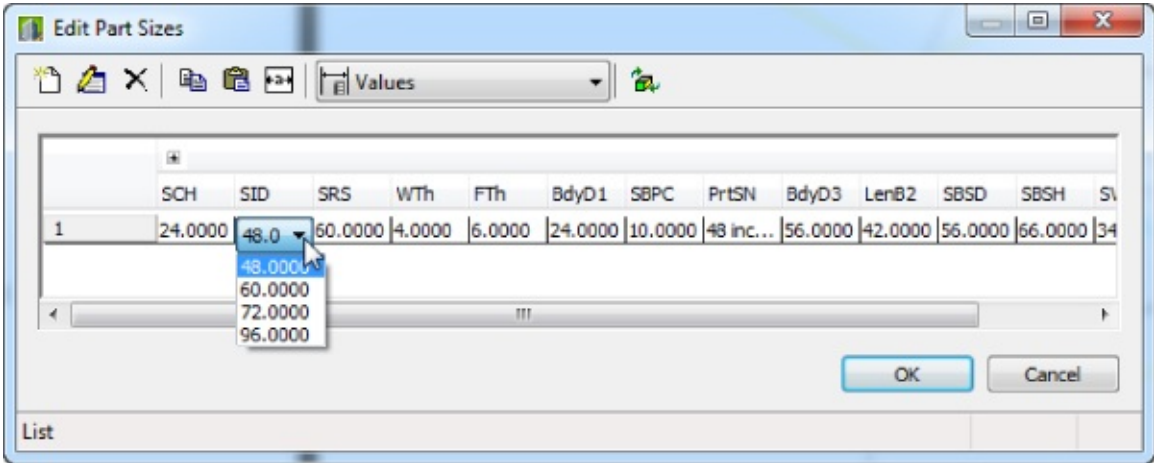 Edit Part Sizes
Values
SCH SID SRS WTh FTh BdyD1 SBPC PrtSN BdyD3 LenB2 SBSD SBSH
1 24.0000 48.0 60.0000 4.0000 6.0000 24.0000 10.0000 48 inc... 56.0000 42.0000 56.0000 66.0000 34
48.0000
60.0000
72.0000
96.0000
OK Cancel
List